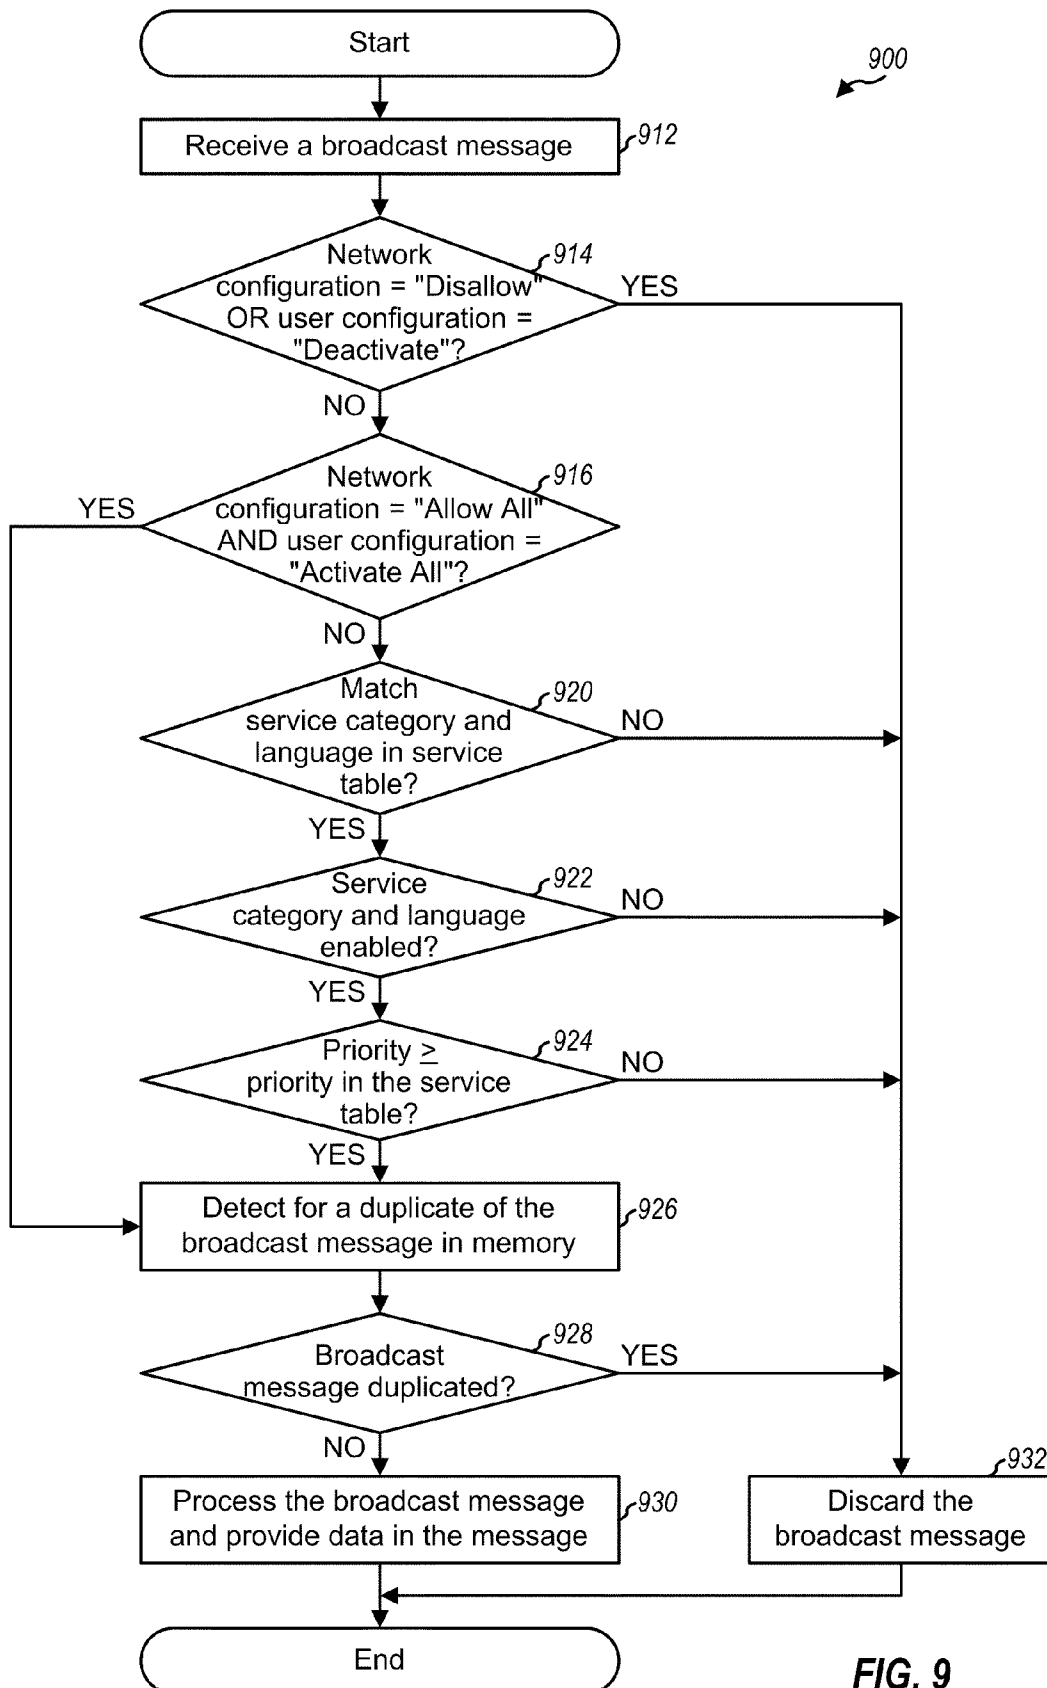 Start
900
Receive a broadcast message
912
Network
configuration = "Disallow"
OR user configuration =
"Deactivate"?
914
YES
NO
Network
configuration = "Allow All"
AND user configuration =
"Activate All"?
916
YES
NO
Match
service category and
language in service
table?
920
NO
YES
Service
category and language
enabled?
922
NO
YES
Priority ≥
priority in the service
table?
924
NO
YES
Detect for a duplicate of the
broadcast message in memory
926
Broadcast
message duplicated?
928
YES
NO
Process the broadcast message
and provide data in the message
930
Discard the
broadcast message
932
End
FIG. 9